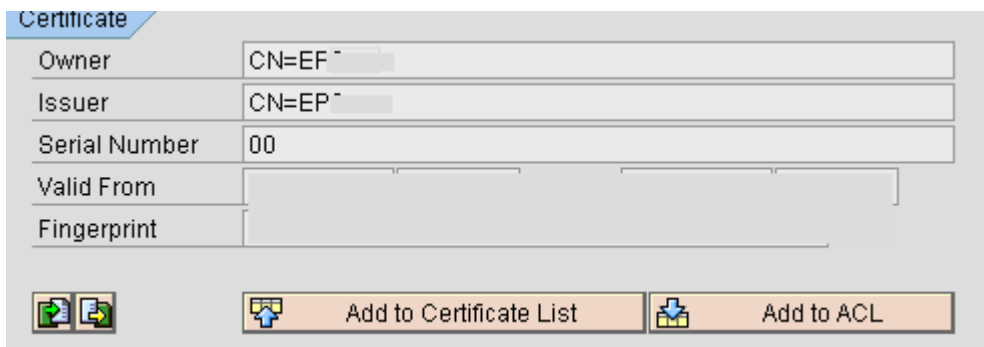 Certificate
Owner CN=EF
Issuer CN=EP
Serial Number 00
Valid From
Fingerprint
Add to Certificate List Add to ACL